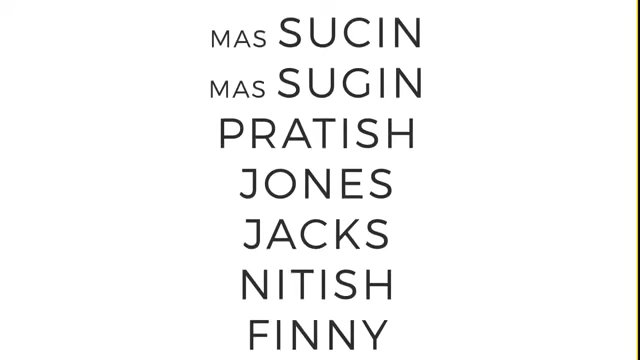 MAS SUCIN
MAS SUGIN
PRATISH
JONES
JACKS
NITISH
FINNY